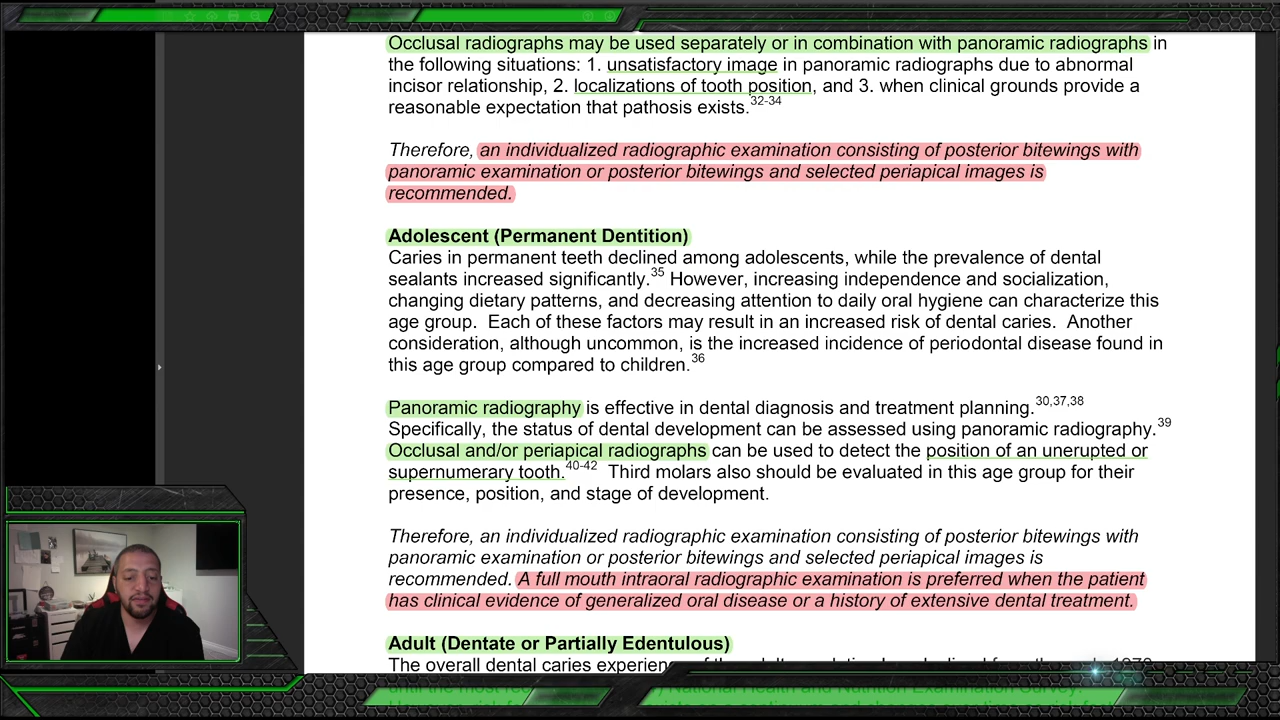 Occlusal radiographs may be used separately or in combination with panoramic radiographs in
the following situations: 1. unsatisfactory image in panoramic radiographs due to abnormal
incisor relationship, 2. localizations of tooth position, and 3. when clinical grounds provide a
reasonable expectation that pathosis exists.32-34
Therefore, an individualized radiographic examination consisting of posterior bitewings with
panoramic examination or posterior bitewings and selected periapical images is
recommended.
Adolescent (Permanent Dentition)
Caries in permanent teeth declined among adolescents, while the prevalence of dental
sealants increased significantly.35 However, increasing independence and socialization,
changing dietary patterns, and decreasing attention to daily oral hygiene can characterize this
age group.  Each of these factors may result in an increased risk of dental caries.  Another
consideration, although uncommon, is the increased incidence of periodontal disease found in
this age group compared to children.36
Panoramic radiography is effective in dental diagnosis and treatment planning.30,37,38
Specifically, the status of dental development can be assessed using panoramic radiography.39
Occlusal and/or periapical radiographs can be used to detect the position of an unerupted or
supernumerary tooth.40-42  Third molars also should be evaluated in this age group for their
presence, position, and stage of development.
Therefore, an individualized radiographic examination consisting of posterior bitewings with
panoramic examination or posterior bitewings and selected periapical images is
recommended. A full mouth intraoral radiographic examination is preferred when the patient
has clinical evidence of generalized oral disease or a history of extensive dental treatment.
Adult (Dentate or Partially Edentulous)
The overall dental caries
National Health and Nutrition Examination Survey